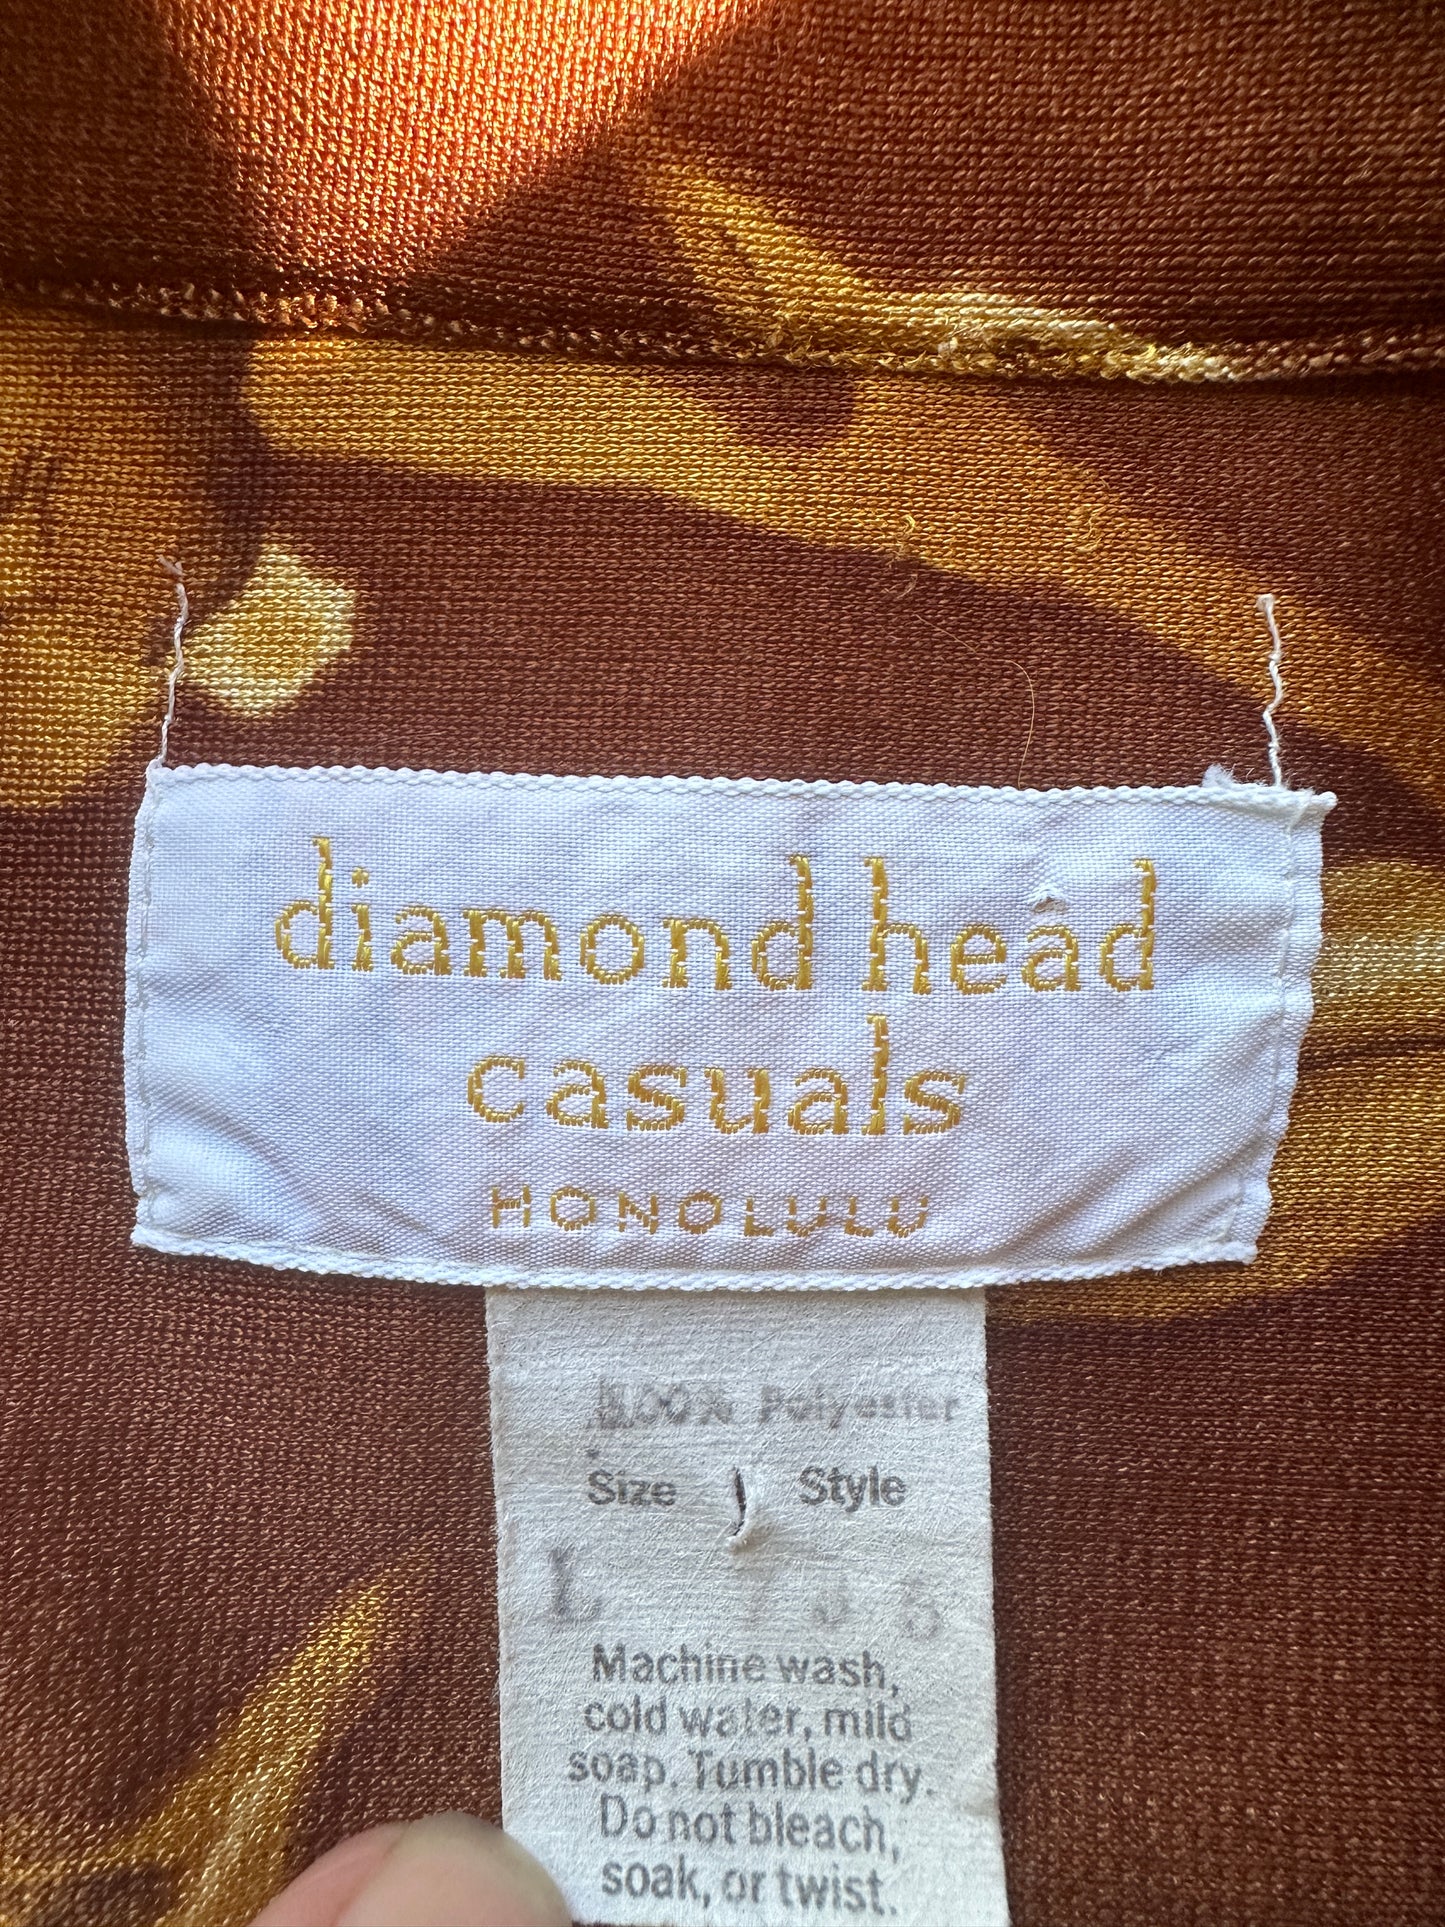 diamond head
casuals
HONOLULU
100% Polyester
Size Style
L
Machine wash,
cold water, mild
soap. Tumble dry.
Do not bleach,
soak, or twist.